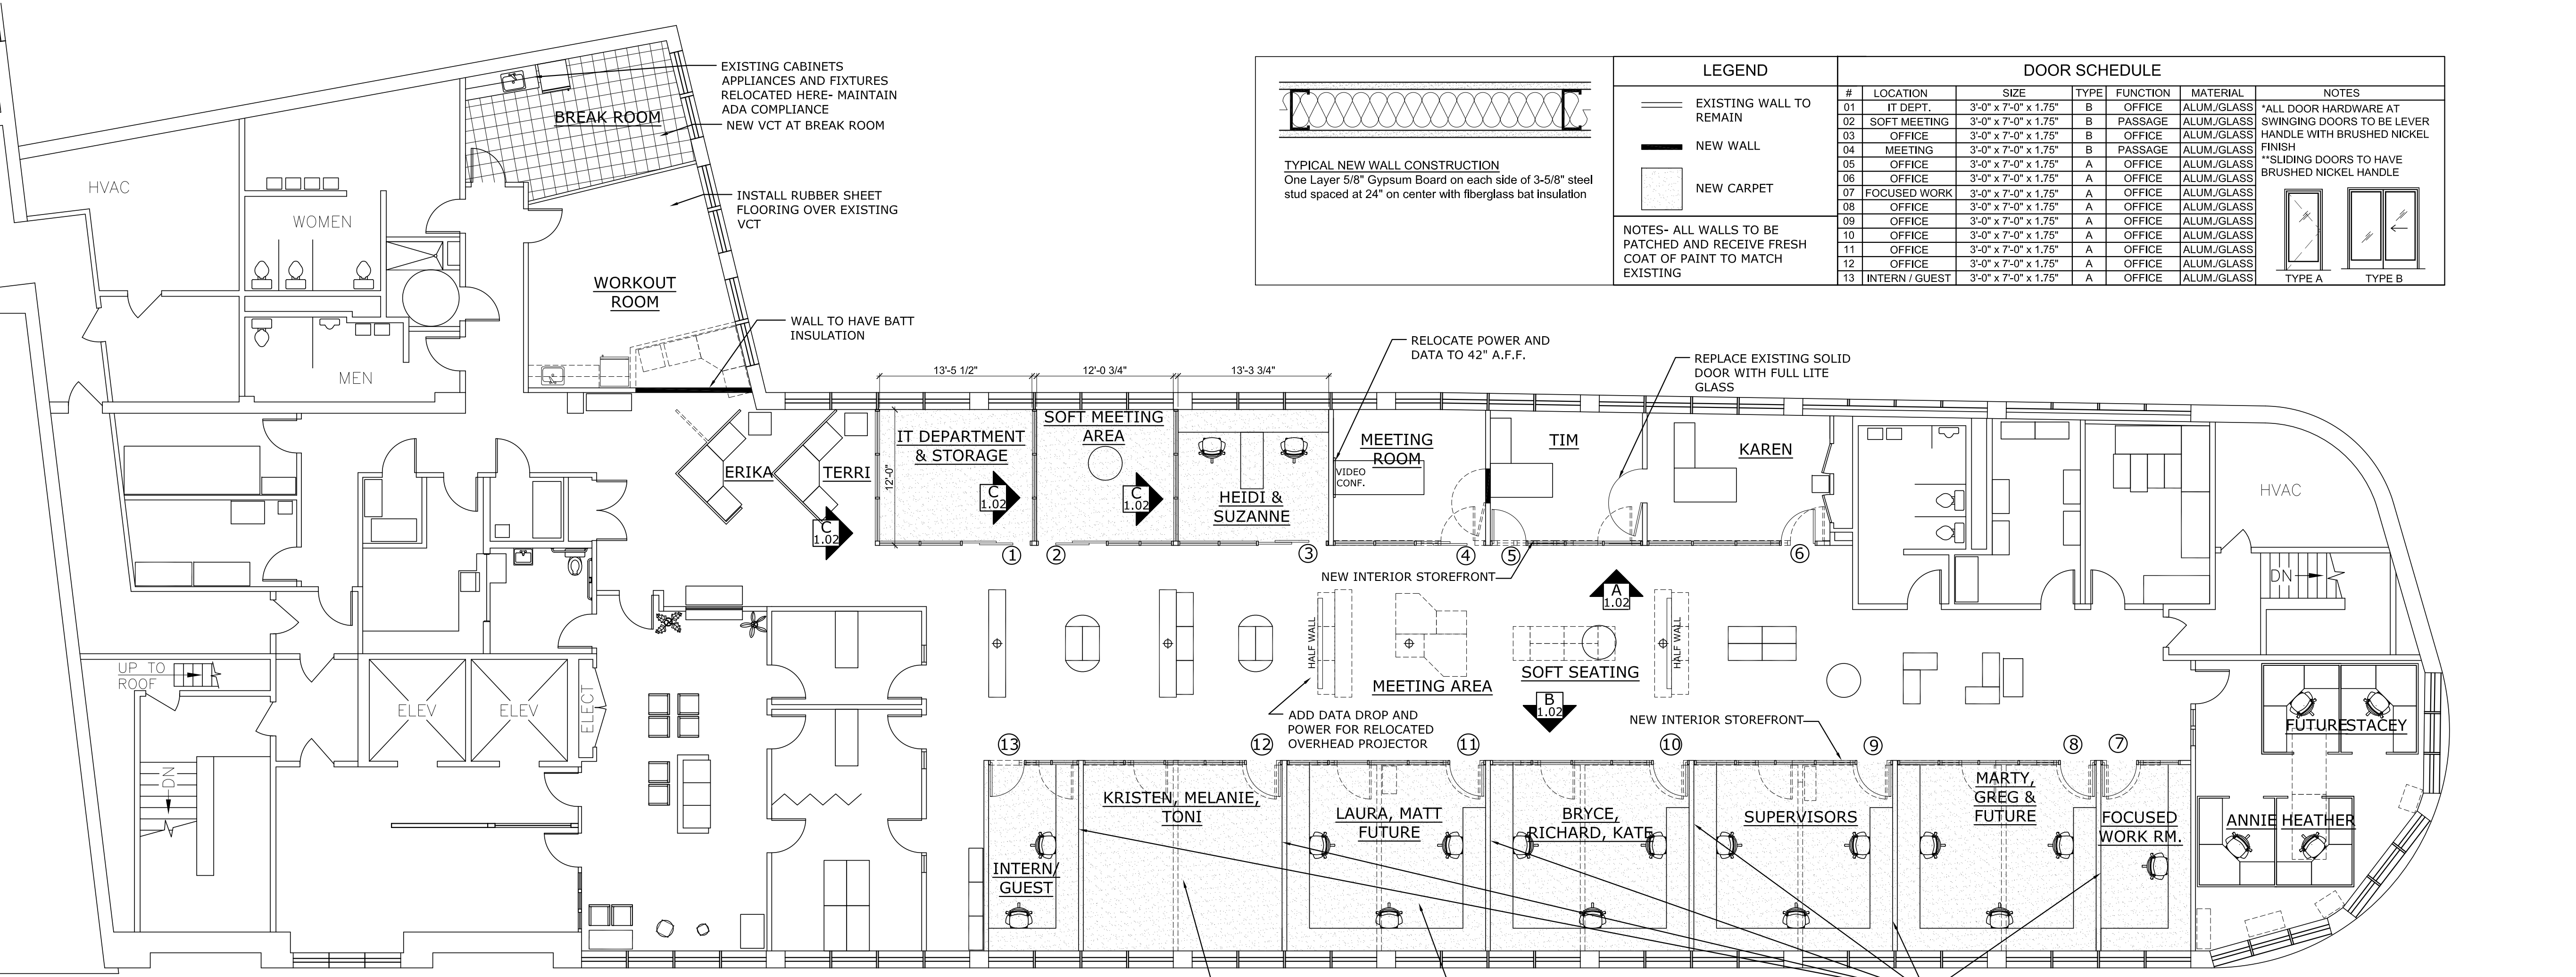 EXISTING CABINETS
APPLIANCES AND FIXTURES
RELOCATED HERE- MAINTAIN
ADA COMPLIANCE
BREAK ROOM
NEW VCT AT BREAK ROOM
INSTALL RUBBER SHEET
FLOORING OVER EXISTING
VCT
HVAC
WOMEN
WORKOUT
ROOM
WALL TO HAVE BATT
INSULATION
MEN
TYPICAL NEW WALL CONSTRUCTION
One Layer 5/8" Gypsum Board on each side of 3-5/8" steel
stud spaced at 24" on center with fiberglass bat insulation
LEGEND
EXISTING WALL TO
REMAIN
NEW WALL
NEW CARPET
NOTES- ALL WALLS TO BE
PATCHED AND RECEIVE FRESH
COAT OF PAINT TO MATCH
EXISTING
DOOR SCHEDULE
# LOCATION SIZE TYPE FUNCTION MATERIAL NOTES
01 IT DEPT. 3'-0" x 7'-0" x 1.75" B OFFICE ALUM./GLASS
02 SOFT MEETING 3'-0" x 7'-0" x 1.75" B PASSAGE ALUM./GLASS
03 OFFICE 3'-0" x 7'-0" x 1.75" B OFFICE ALUM./GLASS
04 MEETING 3'-0" x 7'-0" x 1.75" B PASSAGE ALUM./GLASS
05 OFFICE 3'-0" x 7'-0" x 1.75" A OFFICE ALUM./GLASS
06 OFFICE 3'-0" x 7'-0" x 1.75" A OFFICE ALUM./GLASS
07 FOCUSED WORK 3'-0" x 7'-0" x 1.75" A OFFICE ALUM./GLASS
08 OFFICE 3'-0" x 7'-0" x 1.75" A OFFICE ALUM./GLASS
09 OFFICE 3'-0" x 7'-0" x 1.75" A OFFICE ALUM./GLASS
10 OFFICE 3'-0" x 7'-0" x 1.75" A OFFICE ALUM./GLASS
11 OFFICE 3'-0" x 7'-0" x 1.75" A OFFICE ALUM./GLASS
12 OFFICE 3'-0" x 7'-0" x 1.75" A OFFICE ALUM./GLASS
13 INTERN / GUEST 3'-0" x 7'-0" x 1.75" A OFFICE ALUM./GLASS
*ALL DOOR HARDWARE AT
SWINGING DOORS TO BE LEVER
HANDLE WITH BRUSHED NICKEL
FINISH
**SLIDING DOORS TO HAVE
BRUSHED NICKEL HANDLE
TYPE A TYPE B
RELOCATE POWER AND
DATA TO 42" A.F.F.
REPLACE EXISTING SOLID
DOOR WITH FULL LITE
GLASS
13'-5 1/2" 12'-0 3/4" 13'-3 3/4"
12'-0"
ERIKA
TERRI
IT DEPARTMENT
& STORAGE
SOFT MEETING
AREA
HEIDI &
SUZANNE
MEETING
ROOM
VIDEO
CONF.
TIM
KAREN
HVAC
C
1.02
C
1.02
C
1.02
1 2 3 4 5 6
NEW INTERIOR STOREFRONT
A
1.02
DN
HALF WALL
HALF WALL
MEETING AREA
SOFT SEATING
B
1.02
ADD DATA DROP AND
POWER FOR RELOCATED
OVERHEAD PROJECTOR
NEW INTERIOR STOREFRONT
UP TO
ROOF
ELEV
ELEV
ELECT
DN
13 12 11 10 9 8 7
INTERN/
GUEST
KRISTEN, MELANIE,
TONI
LAURA, MATT
FUTURE
BRYCE,
RICHARD, KATE
SUPERVISORS
MARTY,
GREG &
FUTURE
FOCUSED
WORK RM.
FUTURE
STACEY
ANNIE
HEATHER